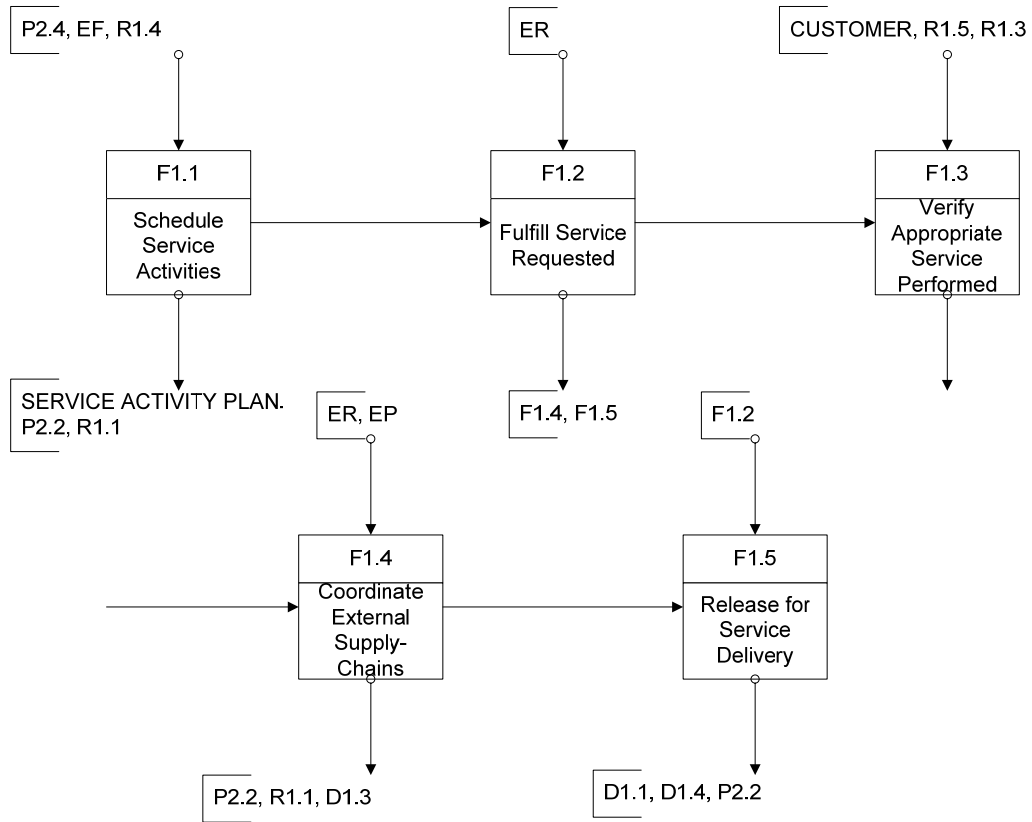 P2.4, EF, R1.4
ER
CUSTOMER, R1.5, R1.3
F1.1
Schedule
Service
Activities
F1.2
Fulfill Service
Requested
F1.3
Verify
Appropriate
Service
Performed
SERVICE ACTIVITY PLAN.
P2.2, R1.1
F1.4, F1.5
ER, EP
F1.2
F1.4
Coordinate
External
Supply-
Chains
F1.5
Release for
Service
Delivery
P2.2, R1.1, D1.3
D1.1, D1.4, P2.2